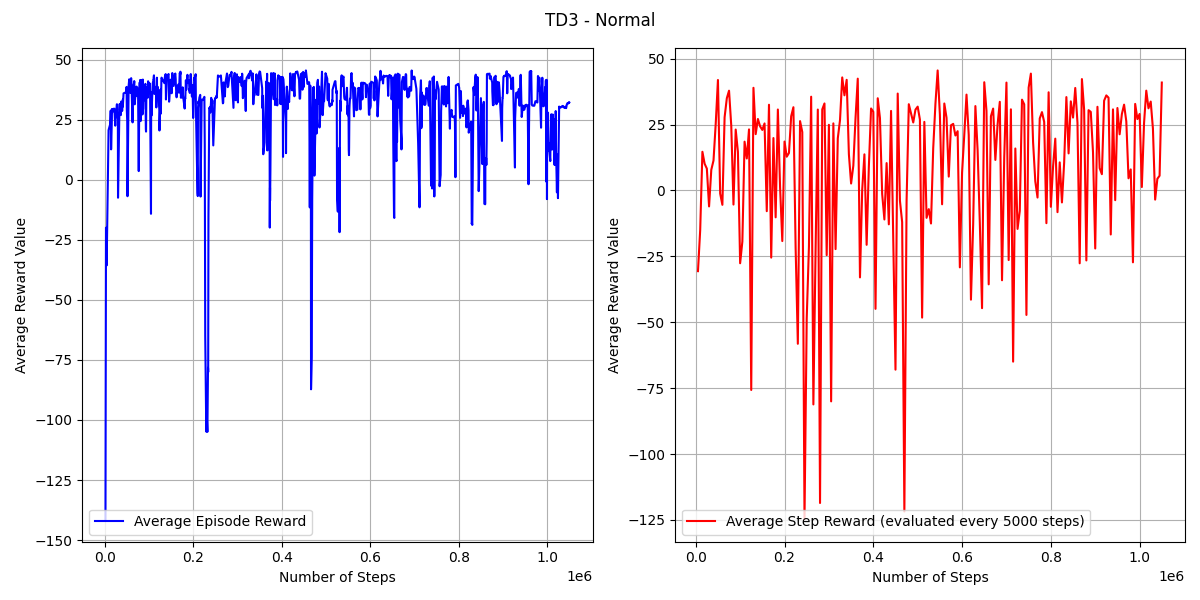 TD3 - Normal
50
25
0
−25
−50
−75
−100
−125
−150
Average Reward Value
0.0 0.2 0.4 0.6 0.8 1.0
1e6
Number of Steps
Average Episode Reward
50
25
0
−25
−50
−75
−100
−125
Average Reward Value
0.0 0.2 0.4 0.6 0.8 1.0
1e6
Number of Steps
Average Step Reward (evaluated every 5000 steps)